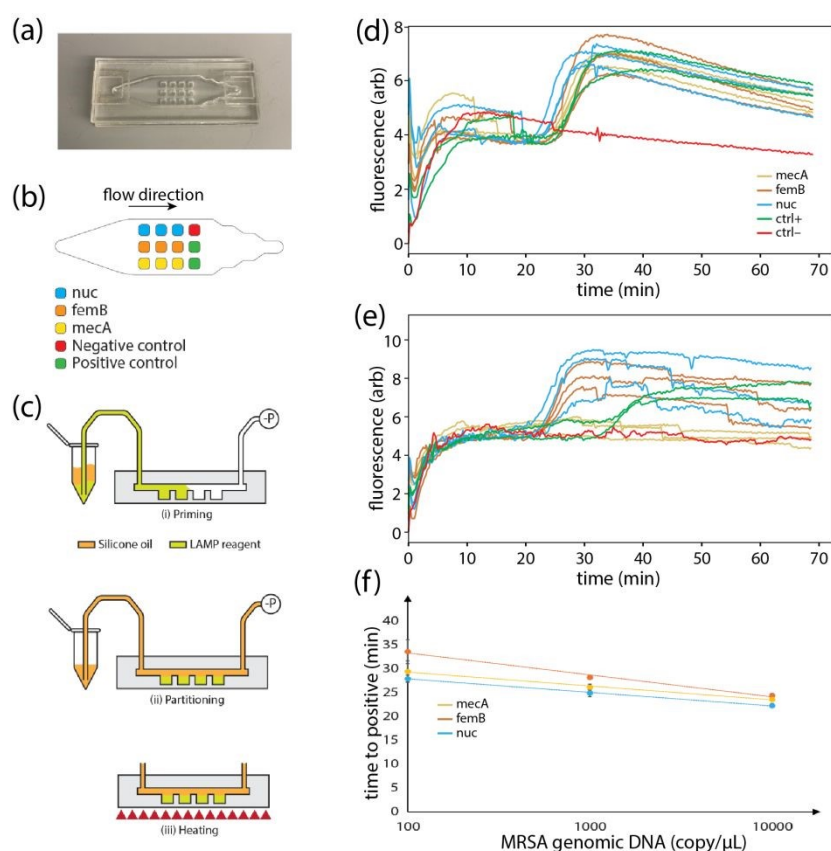 (a)
(b)
flow direction
nuc
femB
mecA
Negative control
Positive control
(c)
-P
(i) Priming
Silicone oil
LAMP reagent
-P
(ii) Partitioning
(iii) Heating
(d)
8
6
4
2
0
fluorescence (arb)
mecA
femB
nuc
ctrl+
ctrl–
0 10 20 30 40 50 60 70
time (min)
(e)
10
8
6
4
2
0
fluorescence (arb)
0 10 20 30 40 50 60 70
time (min)
(f)
40
35
30
25
20
15
10
5
0
time to positive (min)
mecA
femB
nuc
100 1000 10000
MRSA genomic DNA (copy/µL)